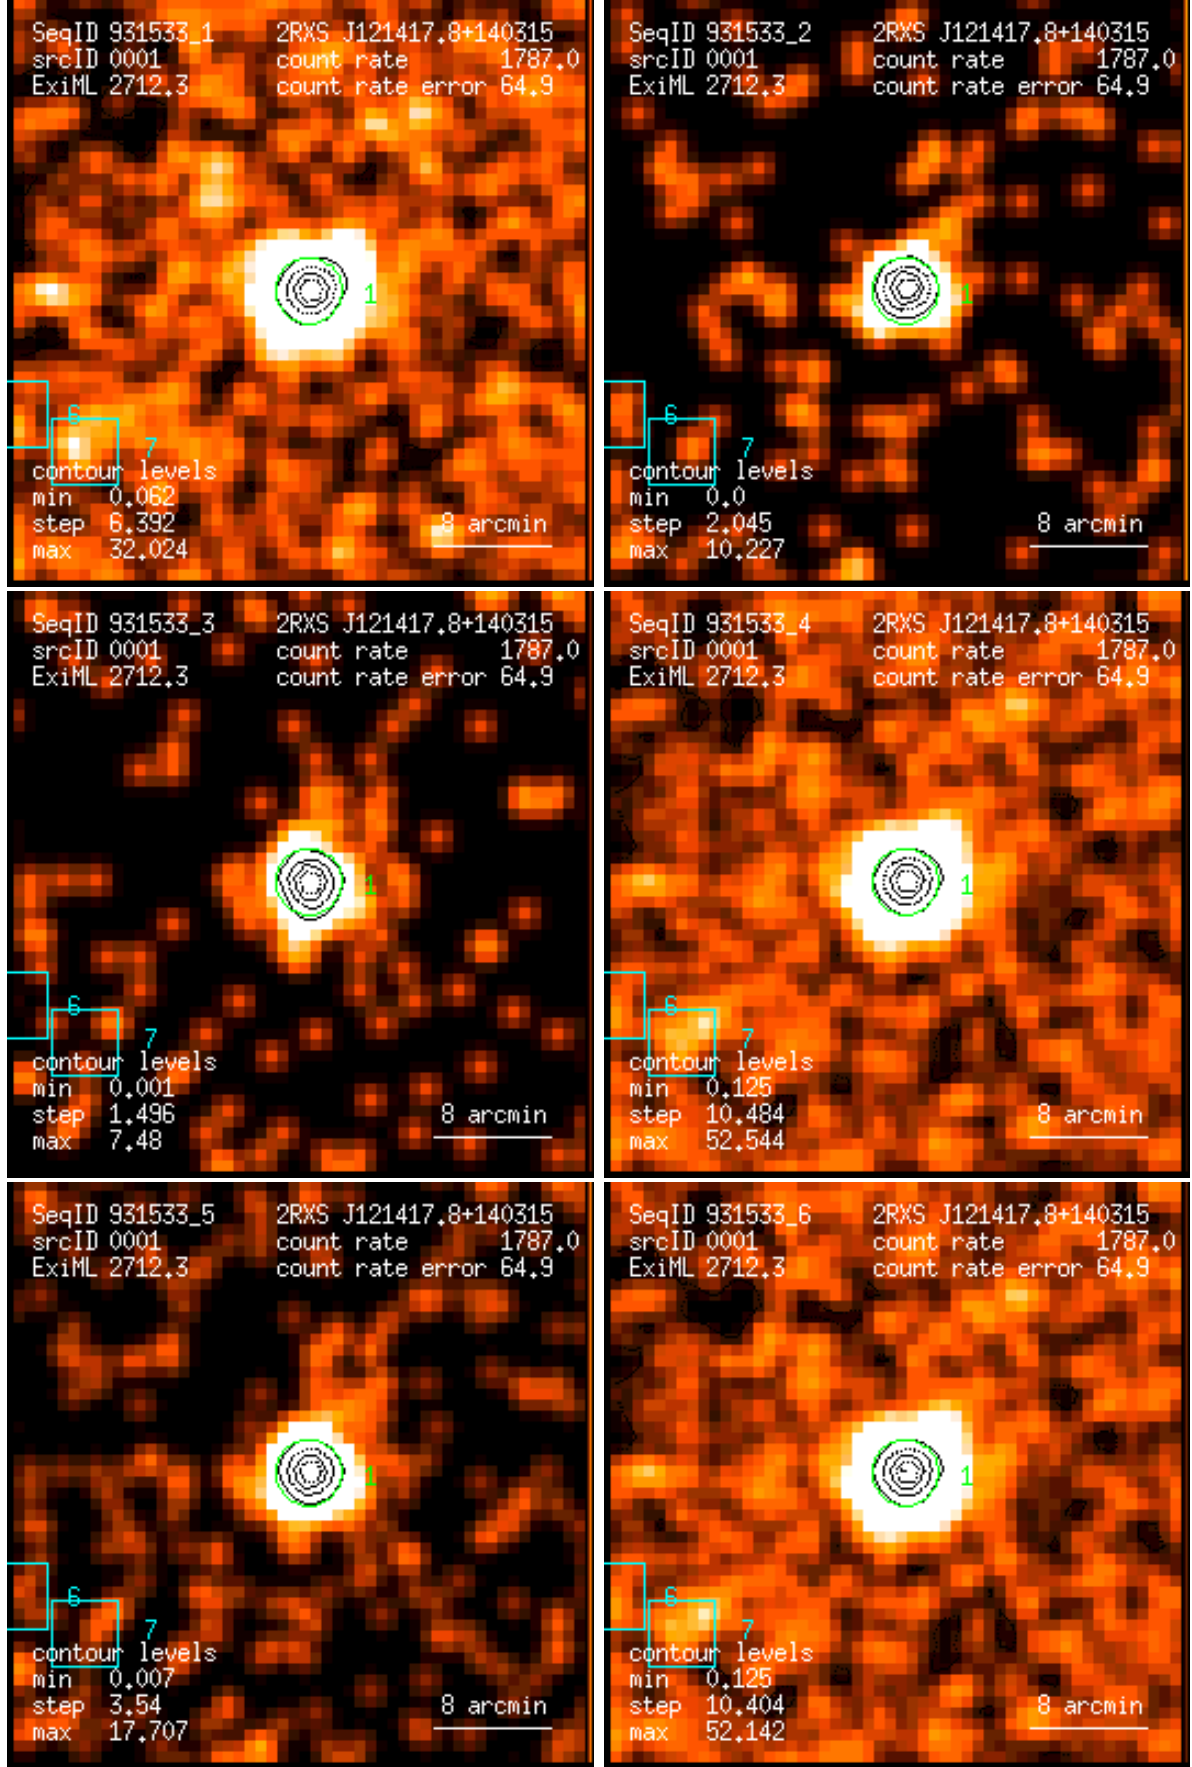 SeqID 931533_1 2RXS J121417.8+140315
srcID 0001 count rate 1787.0
ExiML 2712.3 count rate error 64.9
1
6
7
contour levels
min 0.062
step 6.392 8 arcmin
max 32.024
SeqID 931533_2 2RXS J121417.8+140315
srcID 0001 count rate 1787.0
ExiML 2712.3 count rate error 64.9
1
6
7
contour levels
min 0.0
step 2.045 8 arcmin
max 10.227
SeqID 931533_3 2RXS J121417.8+140315
srcID 0001 count rate 1787.0
ExiML 2712.3 count rate error 64.9
1
6
7
contour levels
min 0.001
step 1.496 8 arcmin
max 7.48
SeqID 931533_4 2RXS J121417.8+140315
srcID 0001 count rate 1787.0
ExiML 2712.3 count rate error 64.9
1
6
7
contour levels
min 0.125
step 10.484 8 arcmin
max 52.544
SeqID 931533_5 2RXS J121417.8+140315
srcID 0001 count rate 1787.0
ExiML 2712.3 count rate error 64.9
1
6
7
contour levels
min 0.007
step 3.54 8 arcmin
max 17.707
SeqID 931533_6 2RXS J121417.8+140315
srcID 0001 count rate 1787.0
ExiML 2712.3 count rate error 64.9
1
6
7
contour levels
min 0.125
step 10.404 8 arcmin
max 52.142